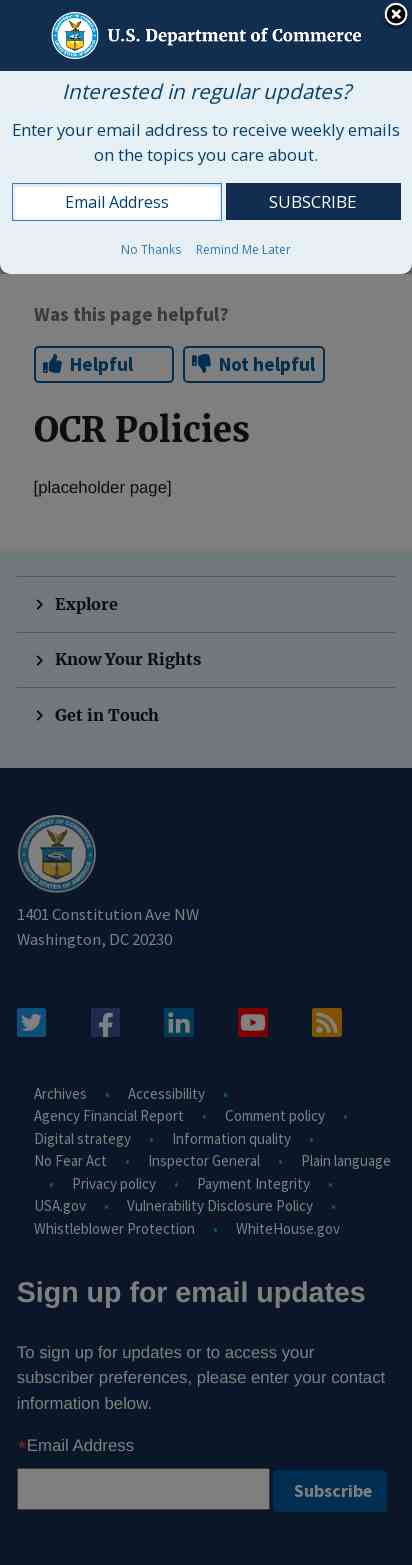 U.S. Department of Commerce
Interested in regular updates?
Enter your email address to receive weekly emails
on the topics you care about.
Email Address SUBSCRIBE
No Thanks Remind Me Later
Was this page helpful?
Helpful Not helpful
OCR Policies
[placeholder page]
Explore
Know Your Rights
Get in Touch
1401 Constitution Ave NW
Washington, DC 20230
Archives • Accessibility •
Agency Financial Report • Comment policy •
Digital strategy • Information quality •
No Fear Act • Inspector General • Plain language
• Privacy policy • Payment Integrity •
USA.gov • Vulnerability Disclosure Policy •
Whistleblower Protection • WhiteHouse.gov
Sign up for email updates
To sign up for updates or to access your
subscriber preferences, please enter your contact
information below.
*Email Address
Subscribe